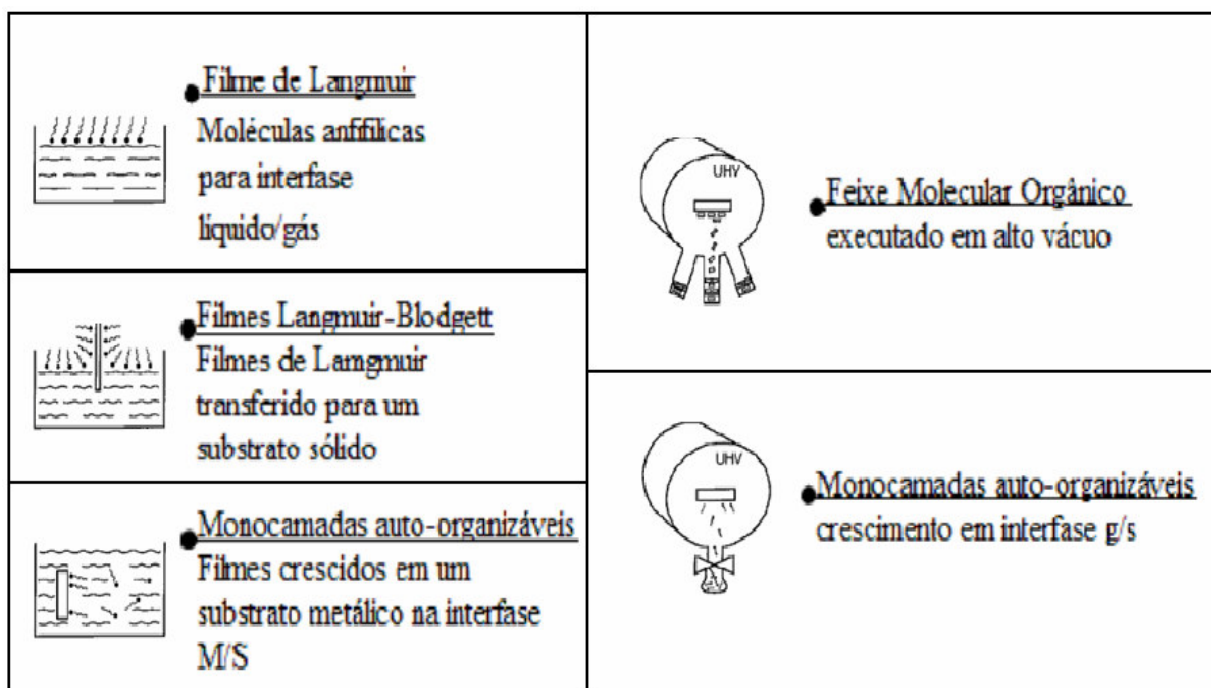 Filme de Langmuir
Moléculas anfifílicas
para interfase
líquido/gás
Filmes Langmuir-Blodgett
Filmes de Lamgmuir
transferido para um
substrato sólido
Monocamadas auto-organizáveis
Filmes crescidos em um
substrato metálico na interfase
M/S
UHV
Feixe Molecular Orgânico
executado em alto vácuo
UHV
Monocamadas auto-organizáveis
crescimento em interfase g/s